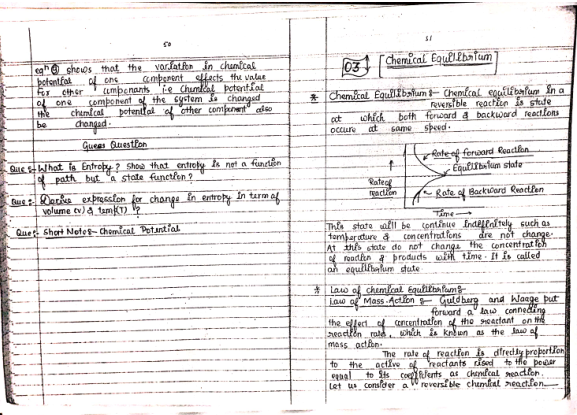 50
eqn ④ shows that the variation in chemical
potential of one component effects the value
For other components i.e chemical potential
of one component of the system is changed
the chemical potential of other component also
be changed.
Guess Question
Que:- What is Entropy? Show that entropy is not a function
of path but a state function?
Que:- Derive expression for change in entropy in term of
volume (v) & temp(T) ?
Que:- Short Notes:- Chemical Potential
51
03 [Chemical Equilibrium]
* Chemical Equilibrium:- Chemical equilibrium in a
reversible reaction is state
at which both forward & backward reactions
occure at same speed.
Rate of forward Reaction
Equilibrium state
Rate of
reaction
Rate of Backward Reaction
Time →
This state will be continue indefinitely such as
temperature & concentrations are not change.
At this state do not change the concentration
of reaction & products with time. It is called
an equilibrium state
* Law of chemical Equilibrium:-
Law of Mass-Action:- Guldberg and Waage put
forward a law connecting
the effect of concentration of the reactant on the
reaction rate, which is known as the law of
mass action.
The rate of reaction is directly proportion
to the active of reactants rised to the power
equal to its coefficients as chemical reaction.
Let us consider a reversible chemical reaction